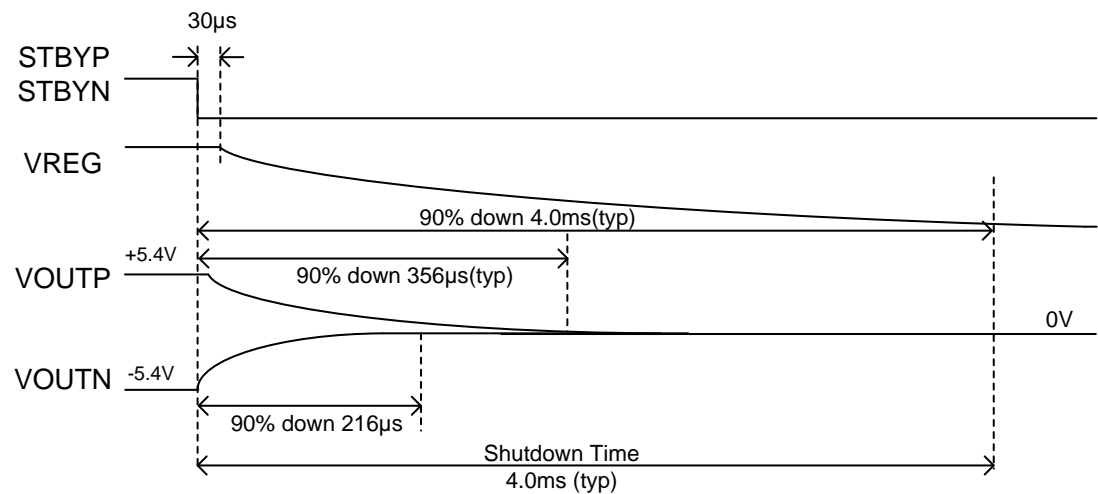 30µs
STBYP
STBYN
VREG
90% down 4.0ms(typ)
+5.4V
VOUTP
90% down 356µs(typ)
0V
VOUTN
-5.4V
90% down 216µs
Shutdown Time
4.0ms (typ)